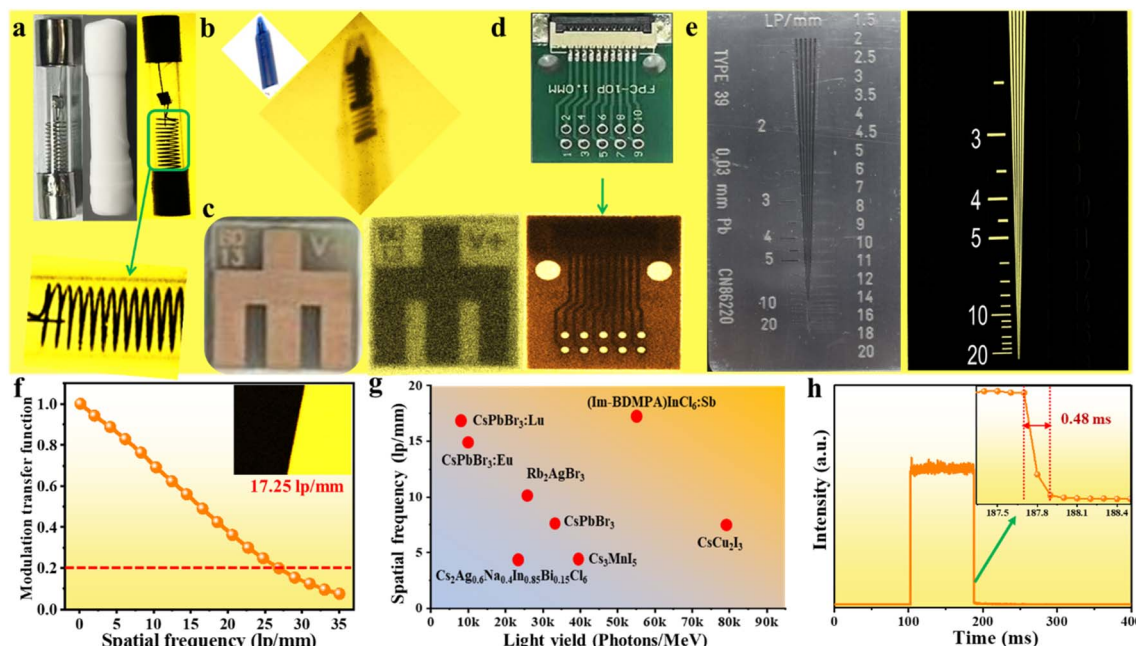 a
b
c
BO
13
V-
BO
13
V+
d
FPC-10P 1.0MM
2 4 6 8 10
1 3 5 7 9
e
LP/mm
TYPE 39
0.03 mm Pb
CN86220
2
3
4
5
10
20
1.5
2
2.5
3
3.5
4
4.5
5
6
7
8
9
10
11
12
14
16
18
20
3
4
5
10
20
f
Modulation transfer function
1.0
0.8
0.6
0.4
0.2
0.0
17.25 lp/mm
0 5 10 15 20 25 30 35
Spatial frequency (lp/mm)
g
Spatial frequency (lp/mm)
20
15
10
5
0
(Im-BDMPA)InCl6:Sb
CsPbBr3:Lu
CsPbBr3:Eu
Rb2AgBr3
CsPbBr3
CsCu2I3
Cs3MnI5
Cs2Ag0.6Na0.4In0.85Bi0.15Cl6
10k 20k 30k 40k 50k 60k 70k 80k 90k
Light yield (Photons/MeV)
h
Intensity (a.u.)
0.48 ms
187.5 187.8 188.1 188.4
0 100 200 300 400
Time (ms)